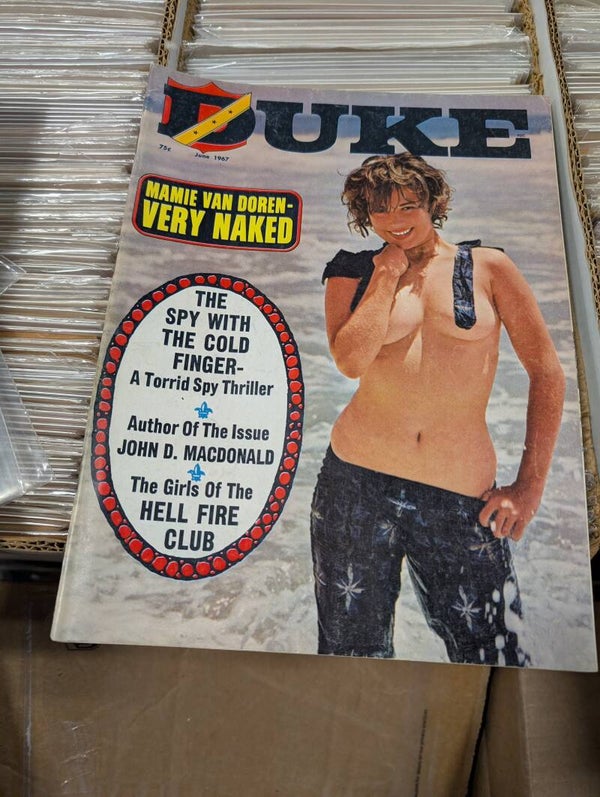 DUKE
75¢
June 1967
MAMIE VAN DOREN-
VERY NAKED
THE
SPY WITH
THE COLD
FINGER-
A Torrid Spy Thriller
Author Of The Issue
JOHN D. MACDONALD
The Girls Of The
HELL FIRE
CLUB